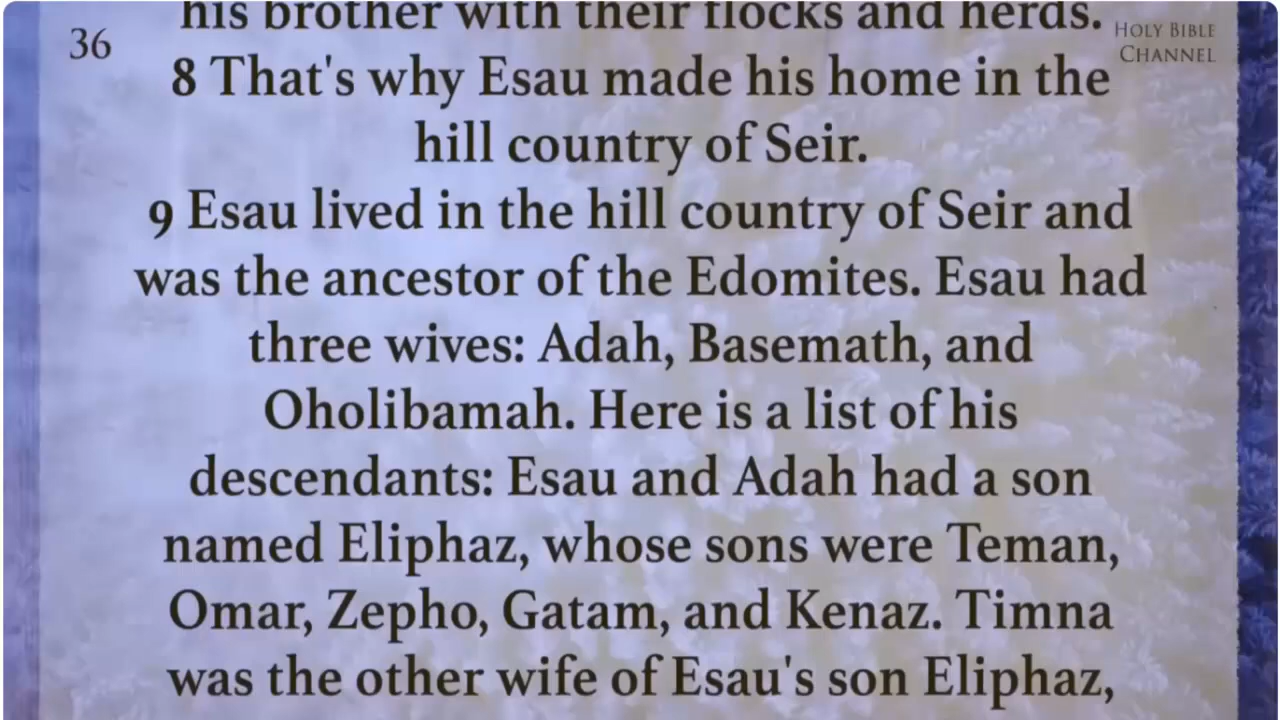 his brother with their flocks and herds.
36
HOLY BIBLE
CHANNEL
8 That's why Esau made his home in the
hill country of Seir.
9 Esau lived in the hill country of Seir and
was the ancestor of the Edomites. Esau had
three wives: Adah, Basemath, and
Oholibamah. Here is a list of his
descendants: Esau and Adah had a son
named Eliphaz, whose sons were Teman,
Omar, Zepho, Gatam, and Kenaz. Timna
was the other wife of Esau's son Eliphaz,